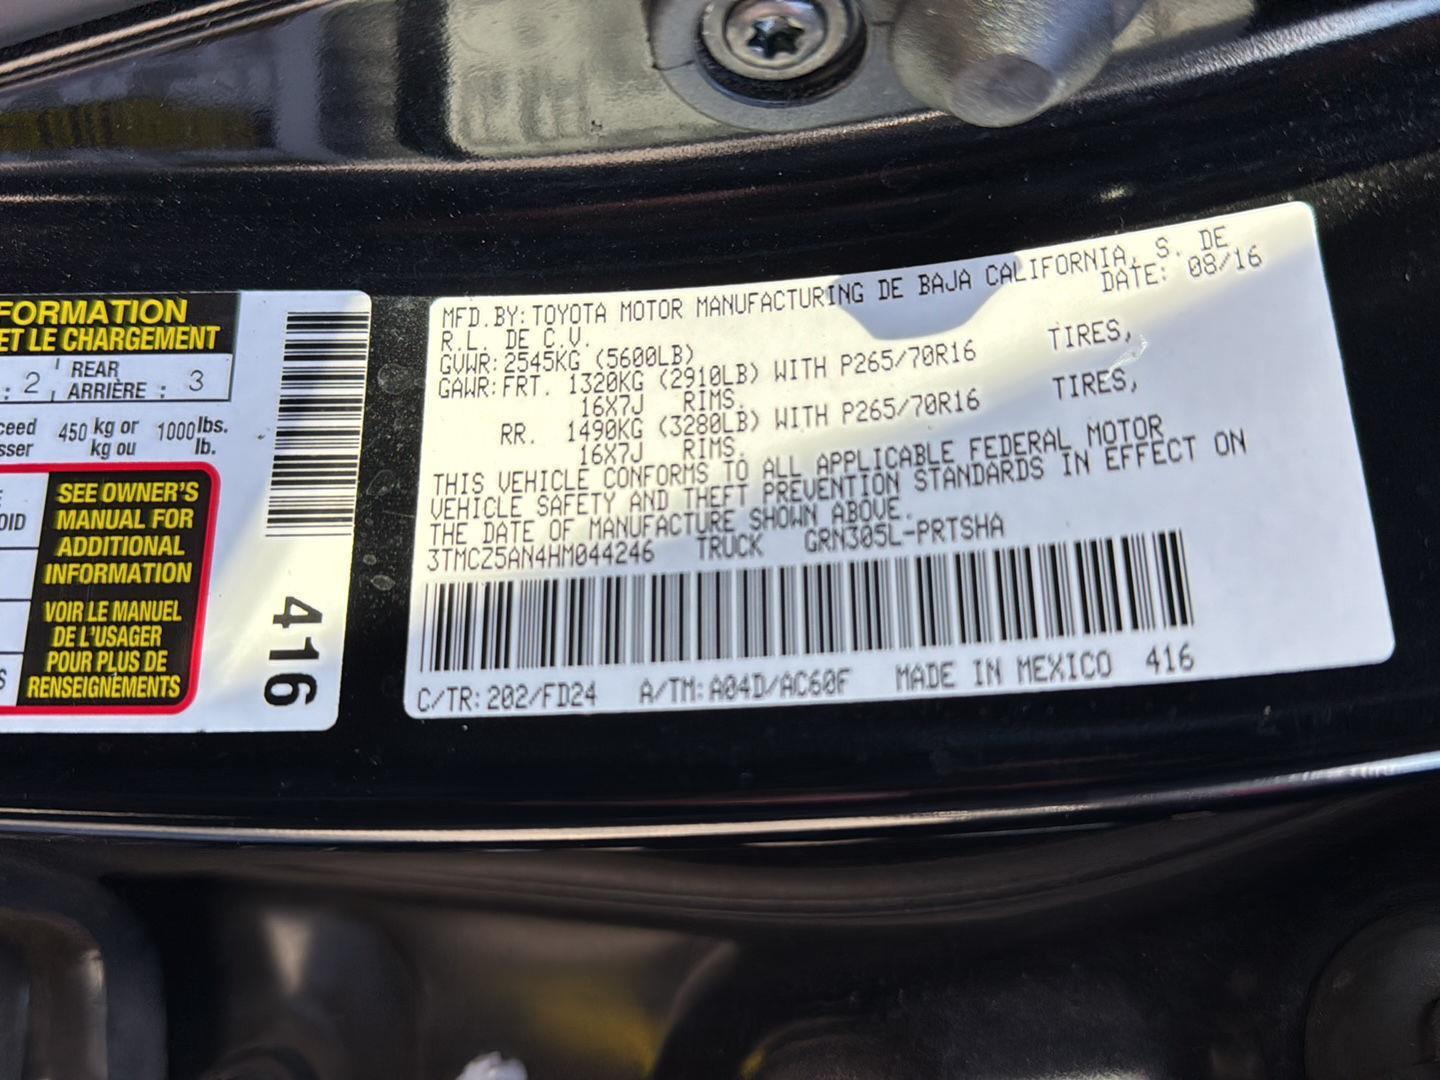 FORMATION
ET LE CHARGEMENT
: 2 REAR ARRIÈRE : 3
450 kg or kg ou 1000 lbs. lb.
SEE OWNER'S
MANUAL FOR
ADDITIONAL
INFORMATION
VOIR LE MANUEL
DE L'USAGER
POUR PLUS DE
RENSEIGNEMENTS
416
MFD.BY:TOYOTA MOTOR MANUFACTURING DE BAJA CALIFORNIA, S. DE
R.L. DE C.V. DATE: 08/16
GVWR:2545KG (5600LB)
GAWR:FRT. 1320KG (2910LB) WITH P265/70R16 TIRES,
16X7J RIMS.
RR. 1490KG (3280LB) WITH P265/70R16 TIRES,
16X7J RIMS.
THIS VEHICLE CONFORMS TO ALL APPLICABLE FEDERAL MOTOR
VEHICLE SAFETY AND THEFT PREVENTION STANDARDS IN EFFECT ON
THE DATE OF MANUFACTURE SHOWN ABOVE.
3TMCZ5AN4HM044246 TRUCK GRN305L-PRTSHA
C/TR:202/FD24 A/TM:A04D/AC60F MADE IN MEXICO 416